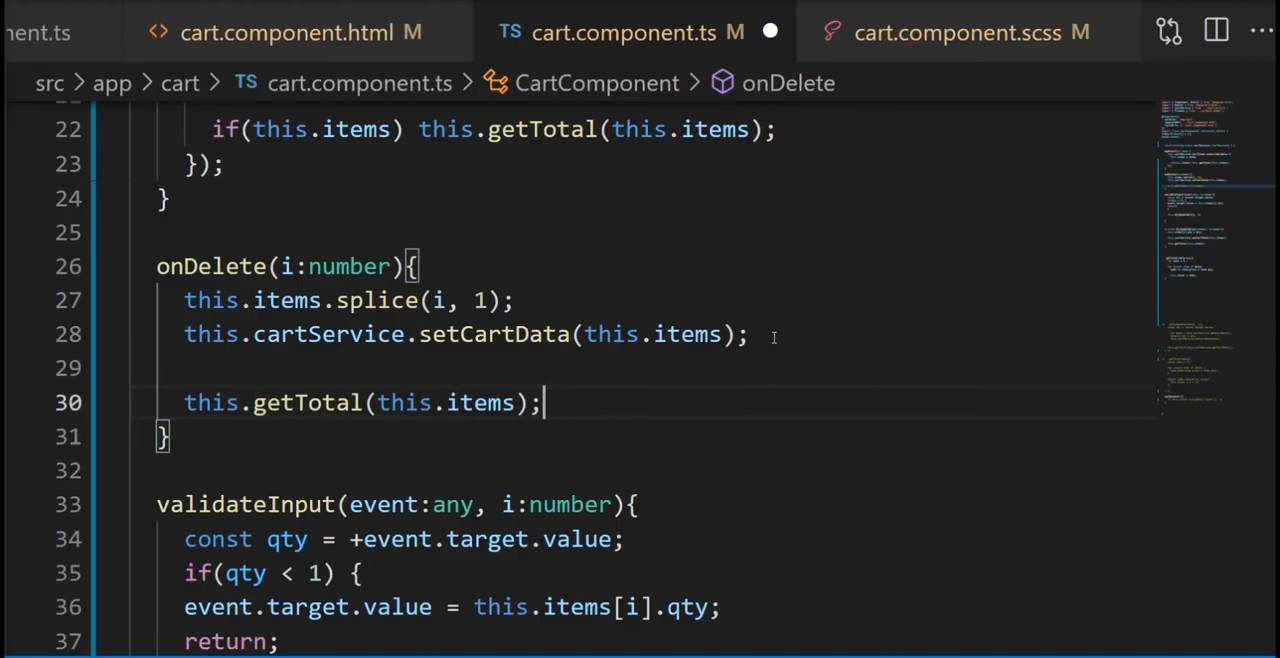 nent.ts
cart.component.html M
TS cart.component.ts M
cart.component.scss M
src > app > cart > TS cart.component.ts > CartComponent > onDelete
22 if(this.items) this.getTotal(this.items);
23 });
24 }
25
26 onDelete(i:number){
27 this.items.splice(i, 1);
28 this.cartService.setCartData(this.items);
29
30 this.getTotal(this.items);
31 }
32
33 validateInput(event:any, i:number){
34 const qty = +event.target.value;
35 if(qty < 1) {
36 event.target.value = this.items[i].qty;
37 return;